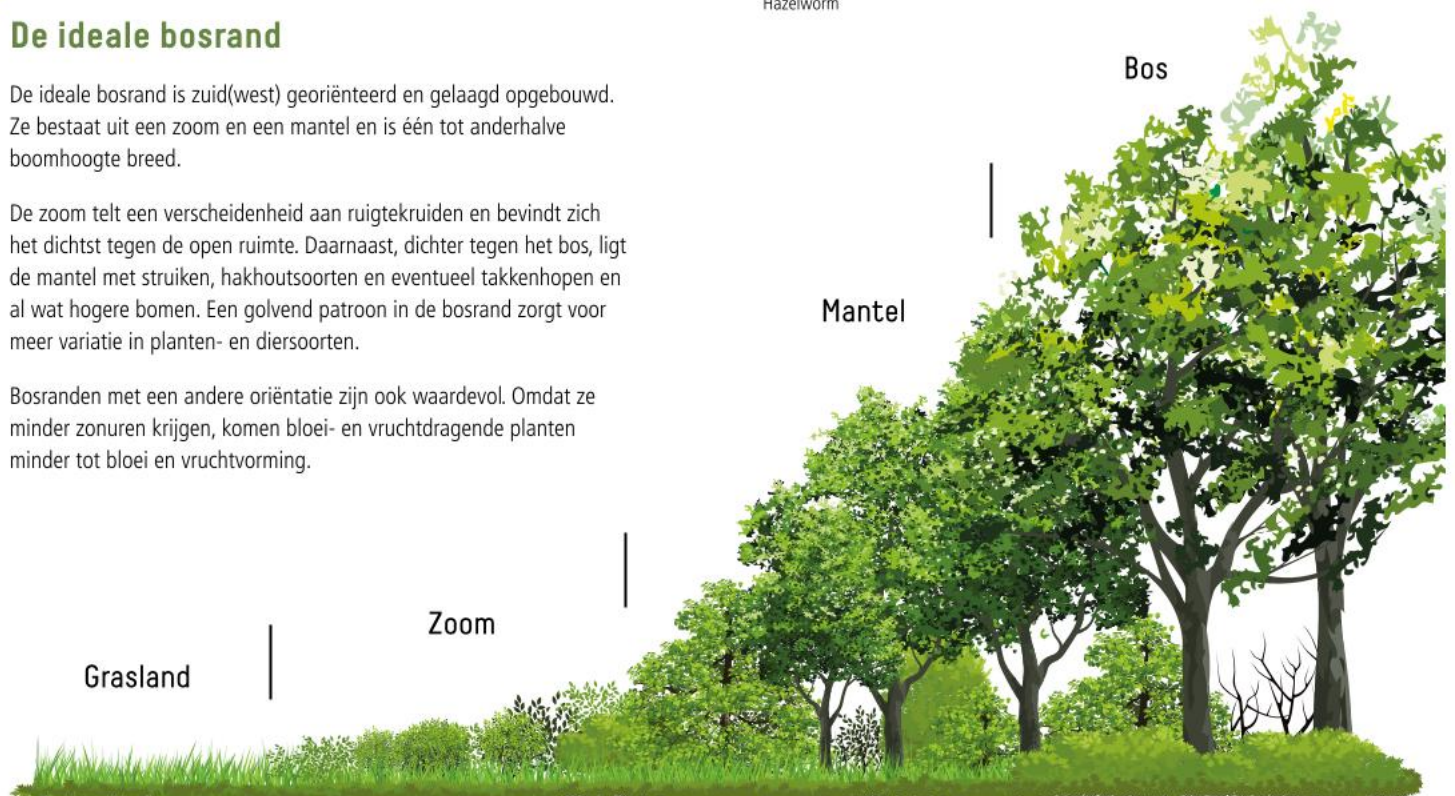 Hazelworm
De ideale bosrand
De ideale bosrand is zuid(west) georiënteerd en gelaagd opgebouwd.
Ze bestaat uit een zoom en een mantel en is één tot anderhalve
boomhoogte breed.
De zoom telt een verscheidenheid aan ruigtekruiden en bevindt zich
het dichtst tegen de open ruimte. Daarnaast, dichter tegen het bos, ligt
de mantel met struiken, hakhoutsoorten en eventueel takkenhopen en
al wat hogere bomen. Een golvend patroon in de bosrand zorgt voor
meer variatie in planten- en diersoorten.
Bosranden met een andere oriëntatie zijn ook waardevol. Omdat ze
minder zonuren krijgen, komen bloei- en vruchtdragende planten
minder tot bloei en vruchtvorming.
Bos
Mantel
Zoom
Grasland